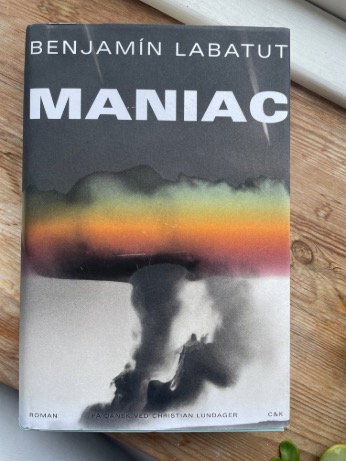 BENJAMÍN LABATUT
MANIAC
ROMAN PÅ DANSK VED CHRISTIAN LUNDAGER C&K